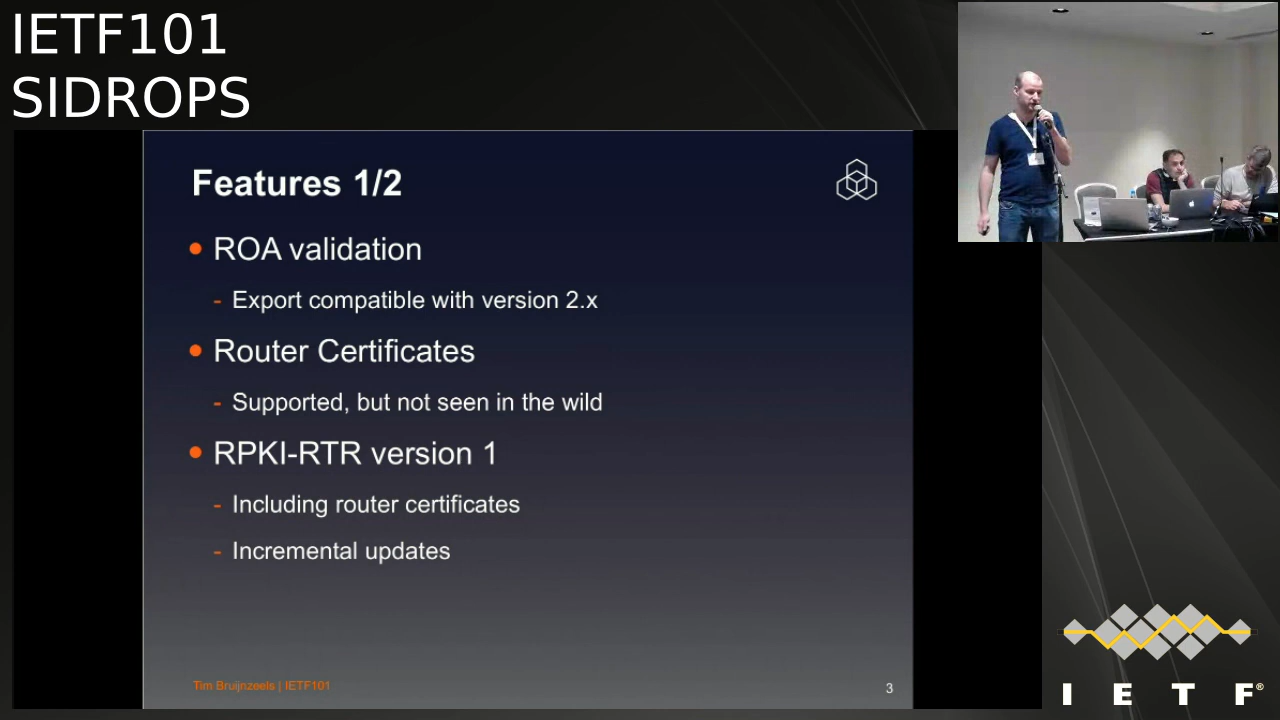 IETF101
SIDROPS
Features 1/2
• ROA validation
- Export compatible with version 2.x
• Router Certificates
- Supported, but not seen in the wild
• RPKI-RTR version 1
- Including router certificates
- Incremental updates
Tim Bruijnzeels | IETF101
3
I E T F®